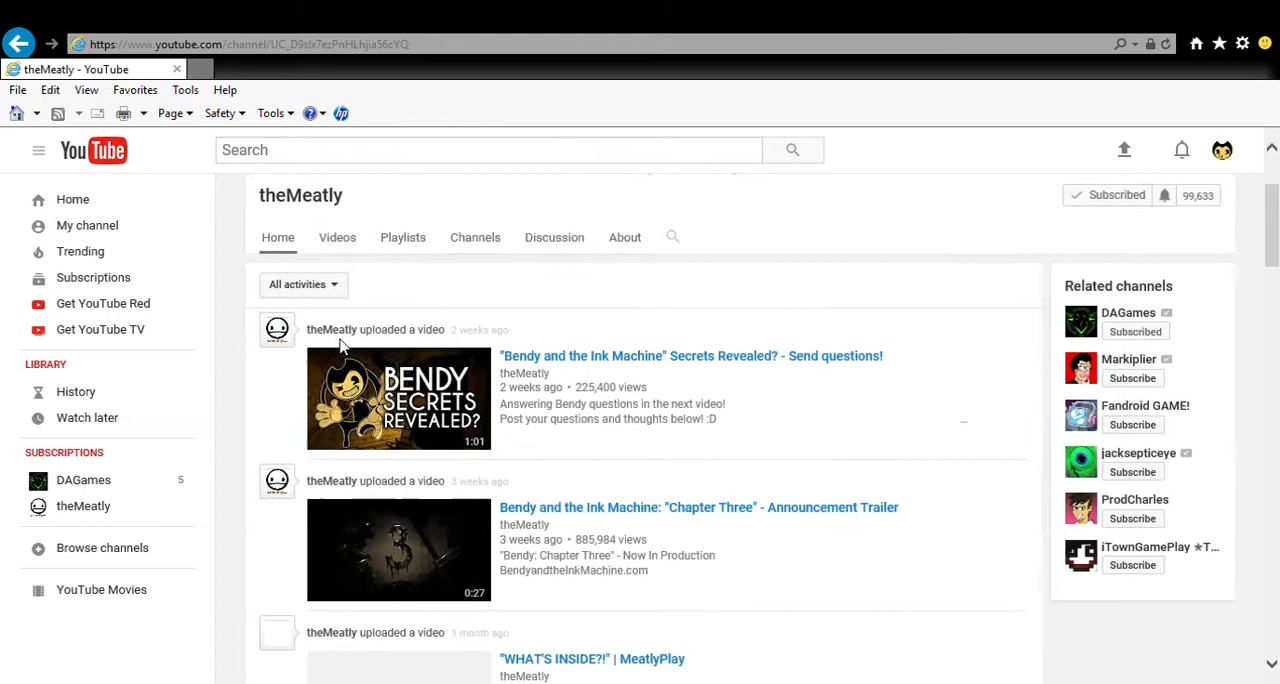 https://www.youtube.com/channel/UC_D9slx7ezPnHLhjia56cYQ
theMeatly - YouTube
File Edit View Favorites Tools Help
Page Safety Tools
YouTube
Search
Home
My channel
Trending
Subscriptions
Get YouTube Red
Get YouTube TV
LIBRARY
History
Watch later
SUBSCRIPTIONS
DAGames 5
theMeatly
Browse channels
YouTube Movies
theMeatly
Subscribed 99,633
Home Videos Playlists Channels Discussion About
All activities
theMeatly uploaded a video 2 weeks ago
BENDY
SECRETS
REVEALED?
1:01
"Bendy and the Ink Machine" Secrets Revealed? - Send questions!
theMeatly
2 weeks ago • 225,400 views
Answering Bendy questions in the next video!
Post your questions and thoughts below! :D
...
theMeatly uploaded a video 3 weeks ago
3
0:27
Bendy and the Ink Machine: "Chapter Three" - Announcement Trailer
theMeatly
3 weeks ago • 885,984 views
"Bendy: Chapter Three" - Now In Production
BendyandtheInkMachine.com
theMeatly uploaded a video 1 month ago
"WHAT'S INSIDE?!" | MeatlyPlay
theMeatly
Related channels
DAGames
Subscribed
Markiplier
Subscribe
Fandroid GAME!
Subscribe
jacksepticeye
Subscribe
ProdCharles
Subscribe
iTownGamePlay ★T...
Subscribe